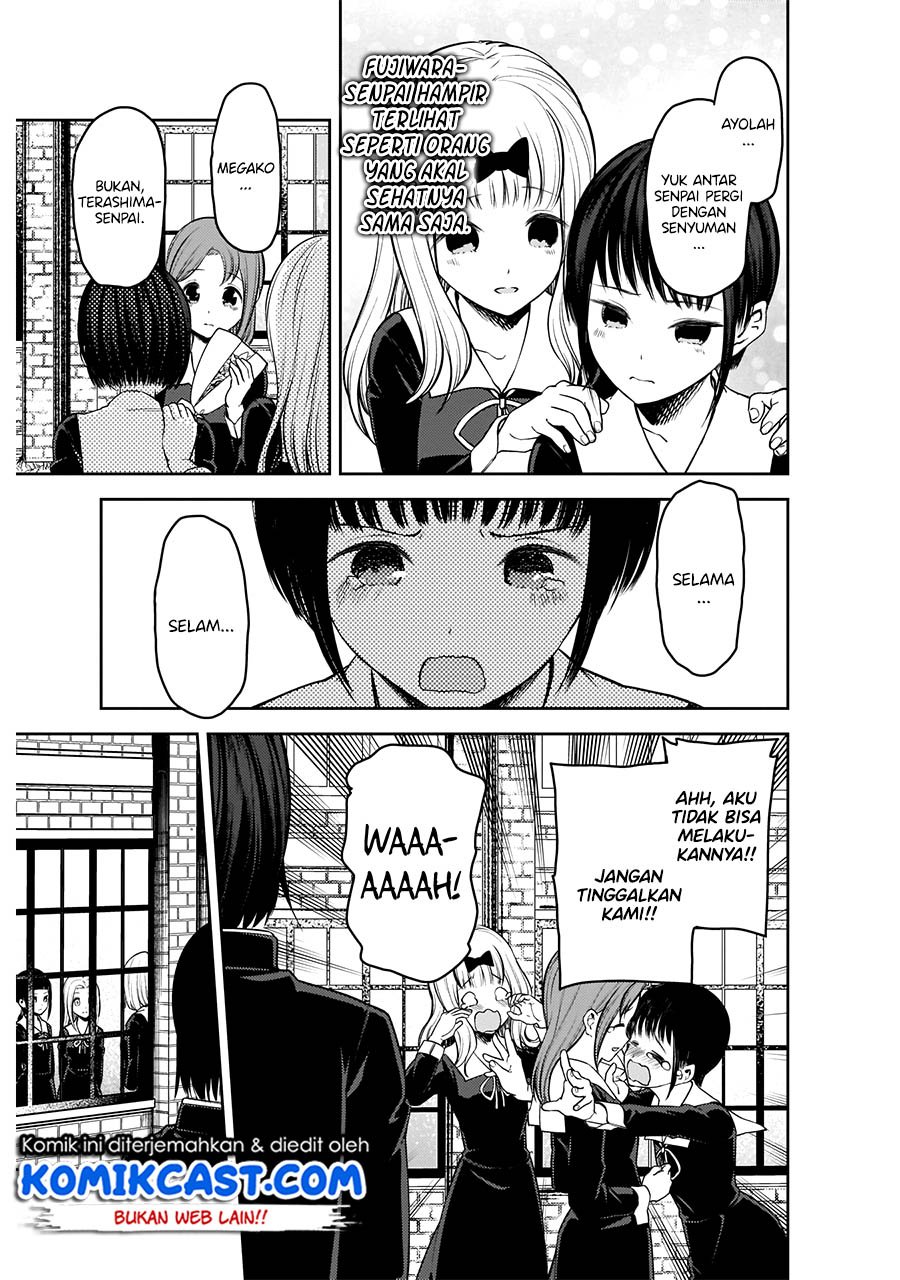 AYOLAH
...
YUK ANTAR
SENPAI PERGI
DENGAN
SENYUMAN
...
FUJIWARA-
SENPAI HAMPIR
TERLIHAT
SEPERTI ORANG
YANG AKAL
SEHATNYA
SAMA SAJA.
MEGAKO
...
BUKAN,
TERASHIMA-
SENPAI.
SELAMA
...
SELAM...
AHH, AKU
TIDAK BISA
MELAKU-
KANNYA!!
JANGAN
TINGGALKAN
KAMI!!
WAAA-
AAAAH!
Komik ini diterjemahkan & diedit oleh
KOMIKCAST.COM
BUKAN WEB LAIN!!